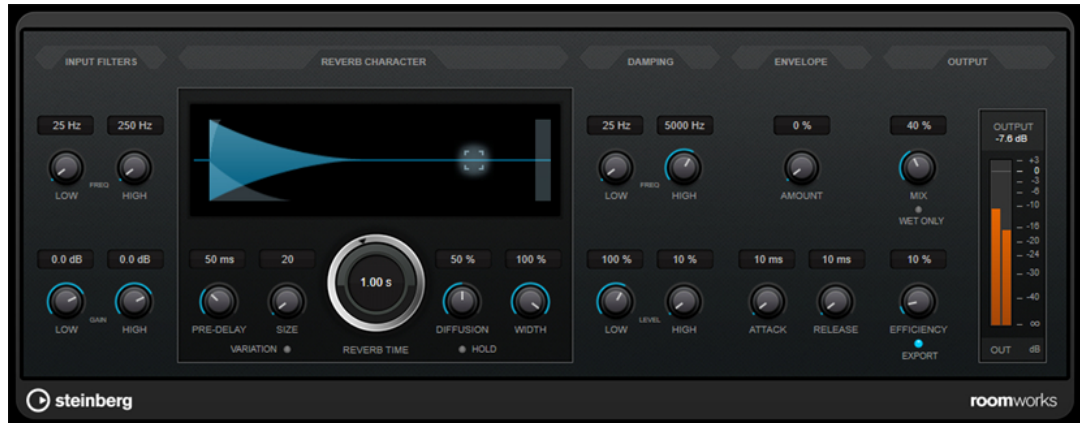 INPUT FILTERS REVERB CHARACTER DAMPING ENVELOPE OUTPUT
25 Hz 250 Hz 25 Hz 5000 Hz 0 % 40 % OUTPUT
-7.6 dB
LOW FREQ HIGH LOW FREQ HIGH AMOUNT MIX
WET ONLY
+3
0
-3
-6
-10
-16
-20
-24
-30
-40
∞
0.0 dB 0.0 dB 50 ms 20 1.00 s 50 % 100 % 100 % 10 % 10 ms 10 ms 10 %
LOW GAIN HIGH PRE-DELAY SIZE DIFFUSION WIDTH LOW LEVEL HIGH ATTACK RELEASE EFFICIENCY
VARIATION REVERB TIME HOLD EXPORT OUT dB
steinberg roomworks